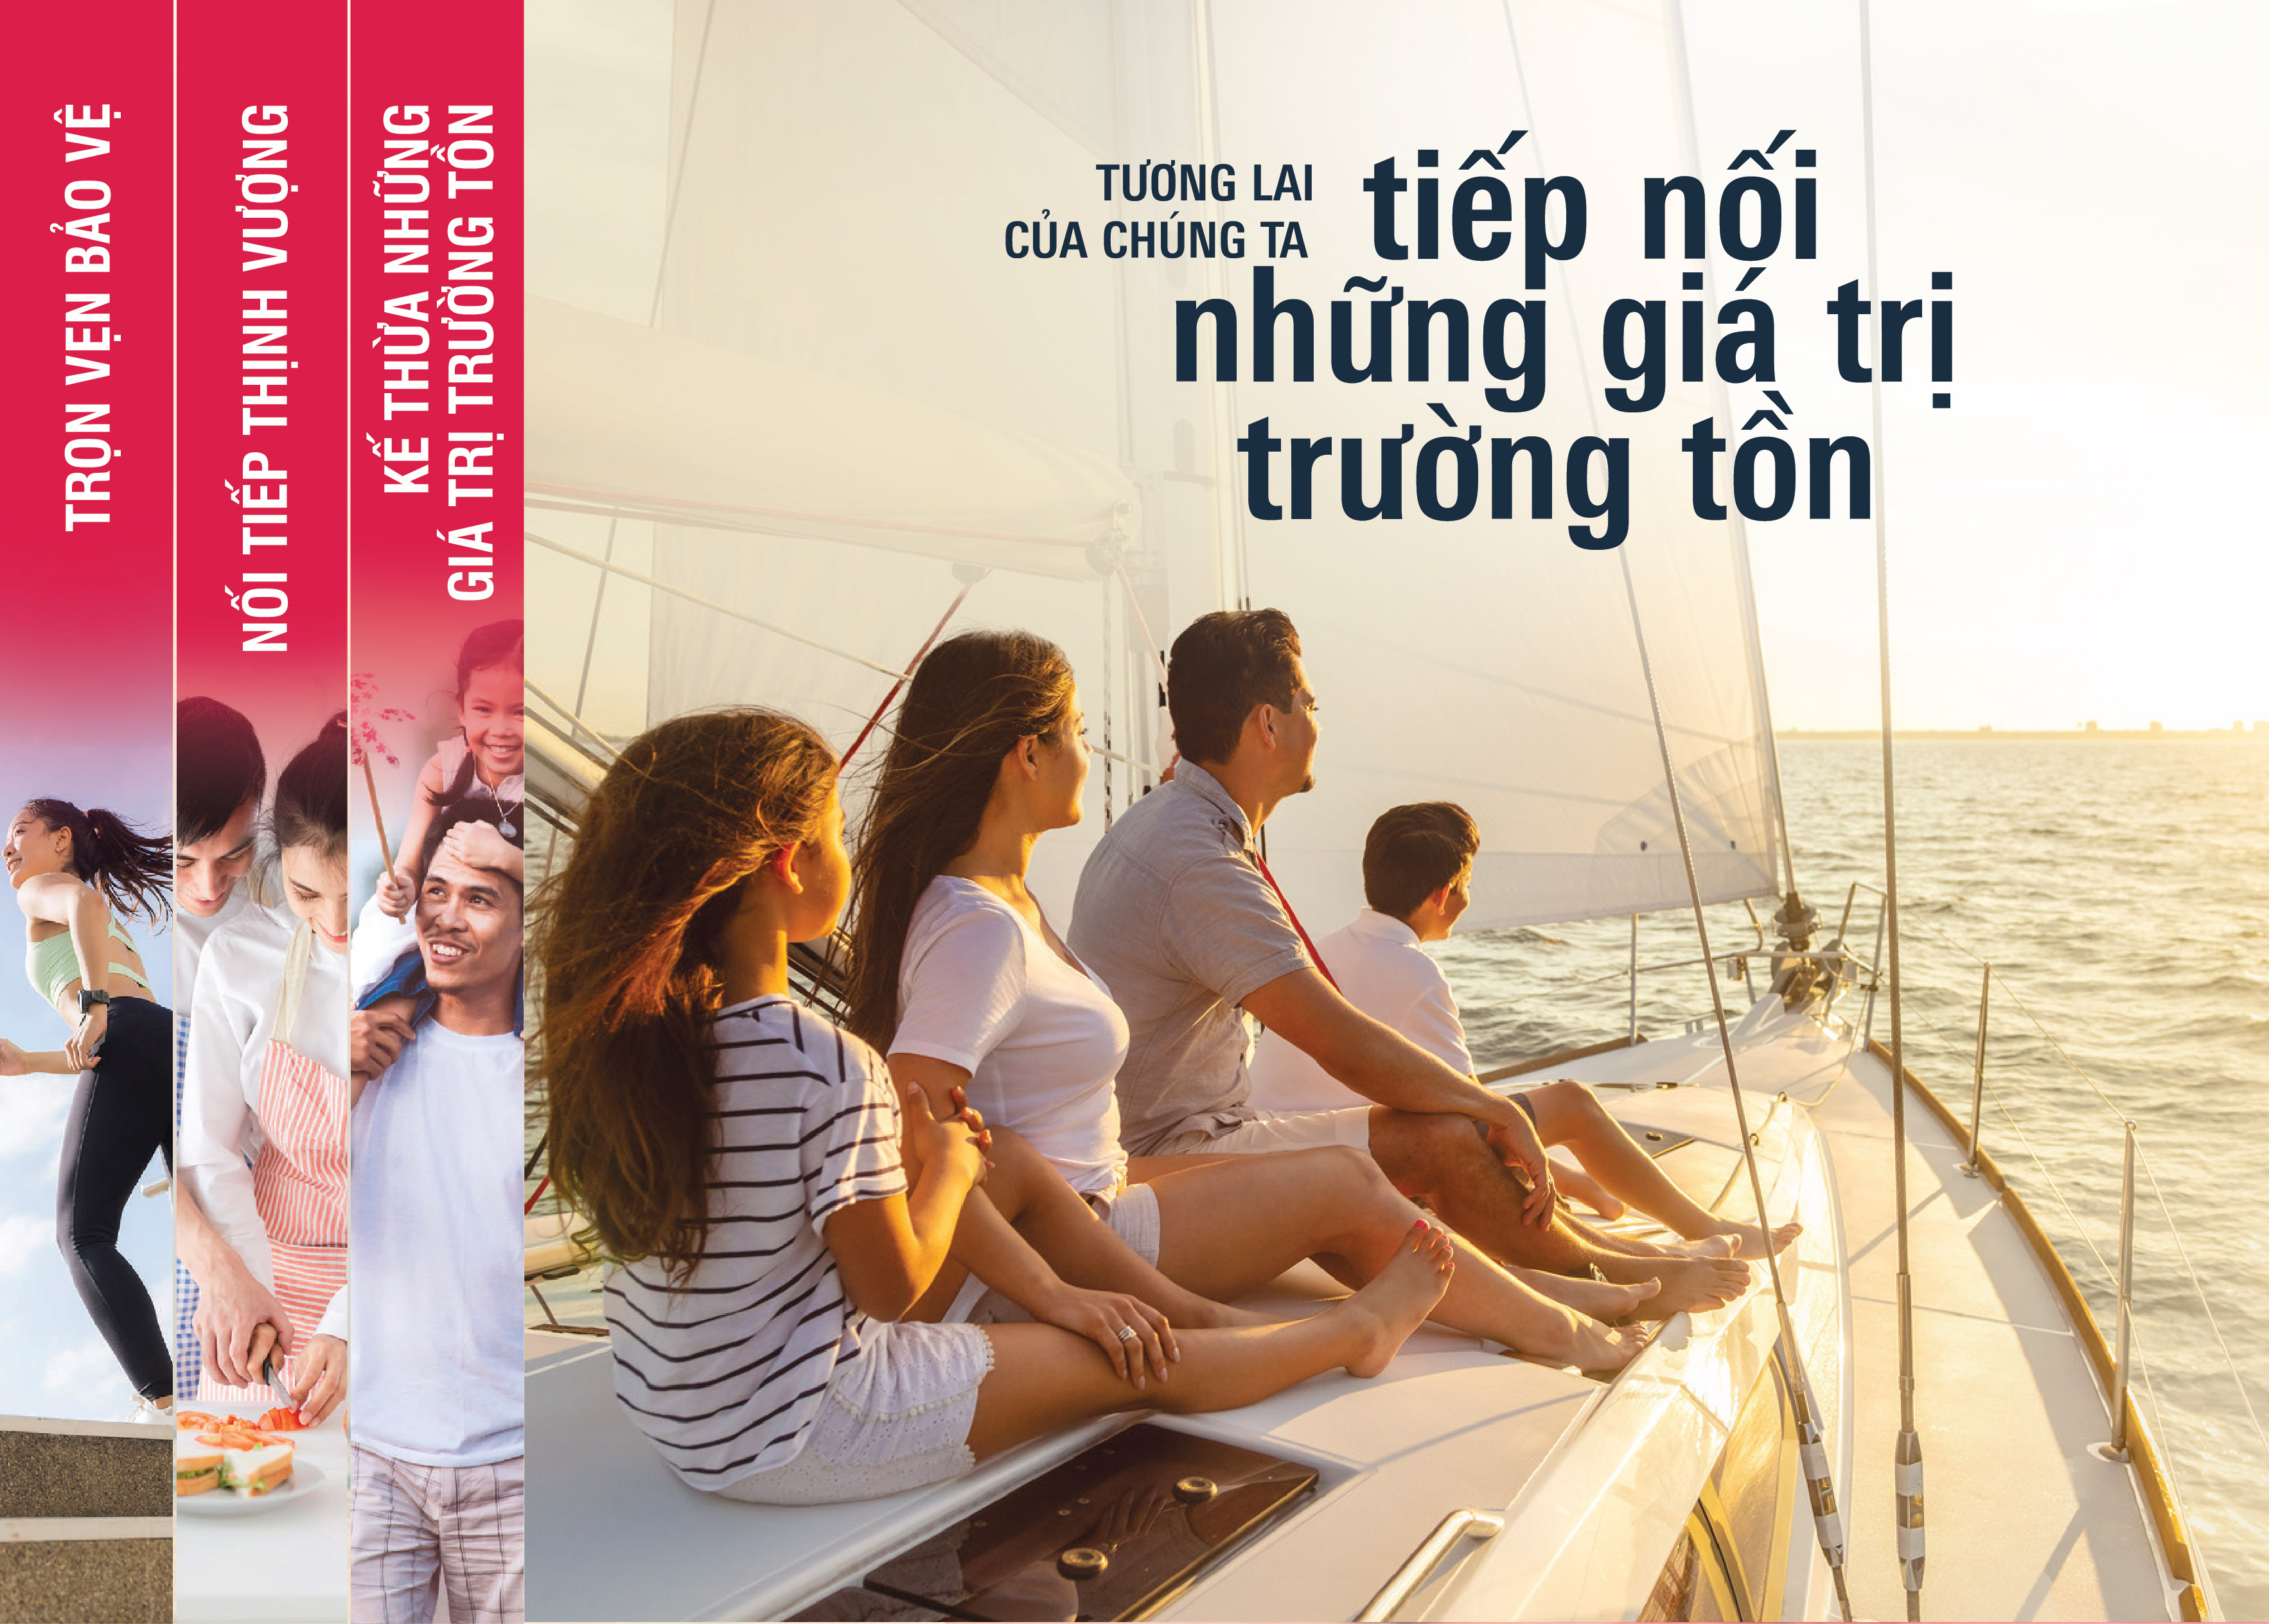 TRỌN VẸN BẢO VỆ
NỐI TIẾP THỊNH VƯỢNG
KẾ THỪA NHỮNG
GIÁ TRỊ TRƯỜNG TỒN
TƯƠNG LAI
CỦA CHÚNG TA
tiếp nối
những giá trị
trường tồn